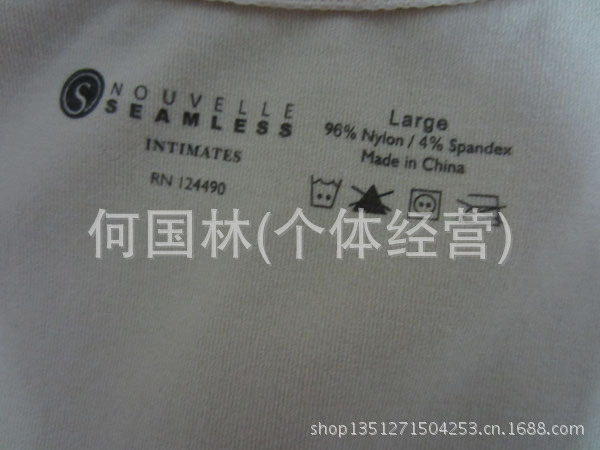 S
NOUVELLE
SEAMLESS
INTIMATES
RN 124490
Large
96% Nylon / 4% Spandex
Made in China
何国林(个体经营)
shop1351271504253.cn.1688.com